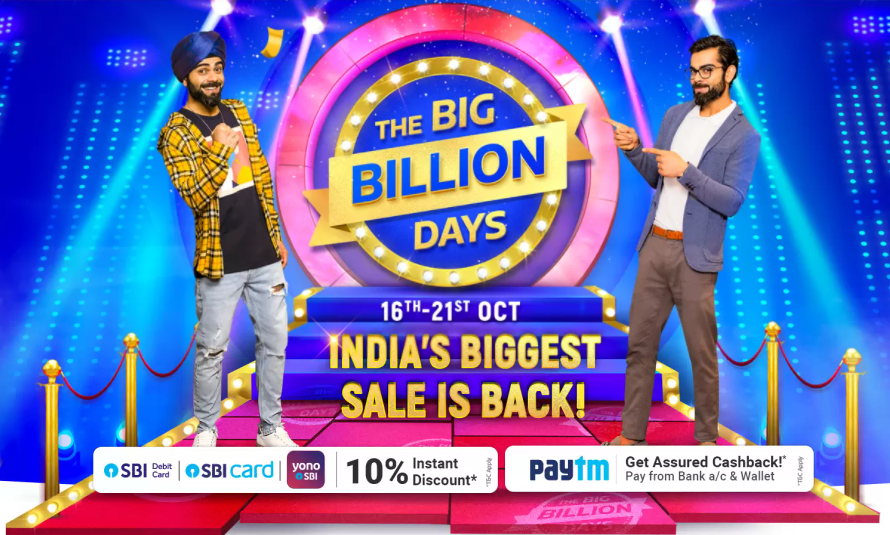 THE BIG
BILLION
DAYS
16TH-21ST OCT
INDIA'S BIGGEST
SALE IS BACK!
SBI Debit Card
SBI card
yono
SBI
10% Instant Discount*
*T&C Apply
paytm
Get Assured Cashback!*
Pay from Bank a/c & Wallet
*T&C Apply
THE BIG
BILLION
DAYS